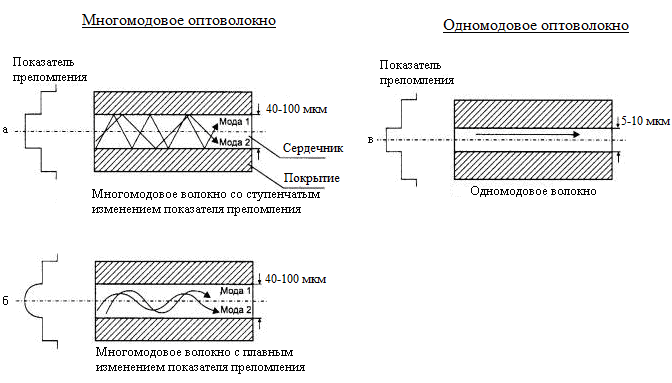 Многомодовое оптоволокно
Одномодовое оптоволокно
Показатель
преломления
а
40-100 мкм
Мода 1
Мода 2
Сердечник
Покрытие
Многомодовое волокно со ступенчатым
изменением показателя преломления
Показатель
преломления
в
5-10 мкм
Одномодовое волокно
б
40-100 мкм
Мода 1
Мода 2
Многомодовое волокно с плавным
изменением показателя преломления